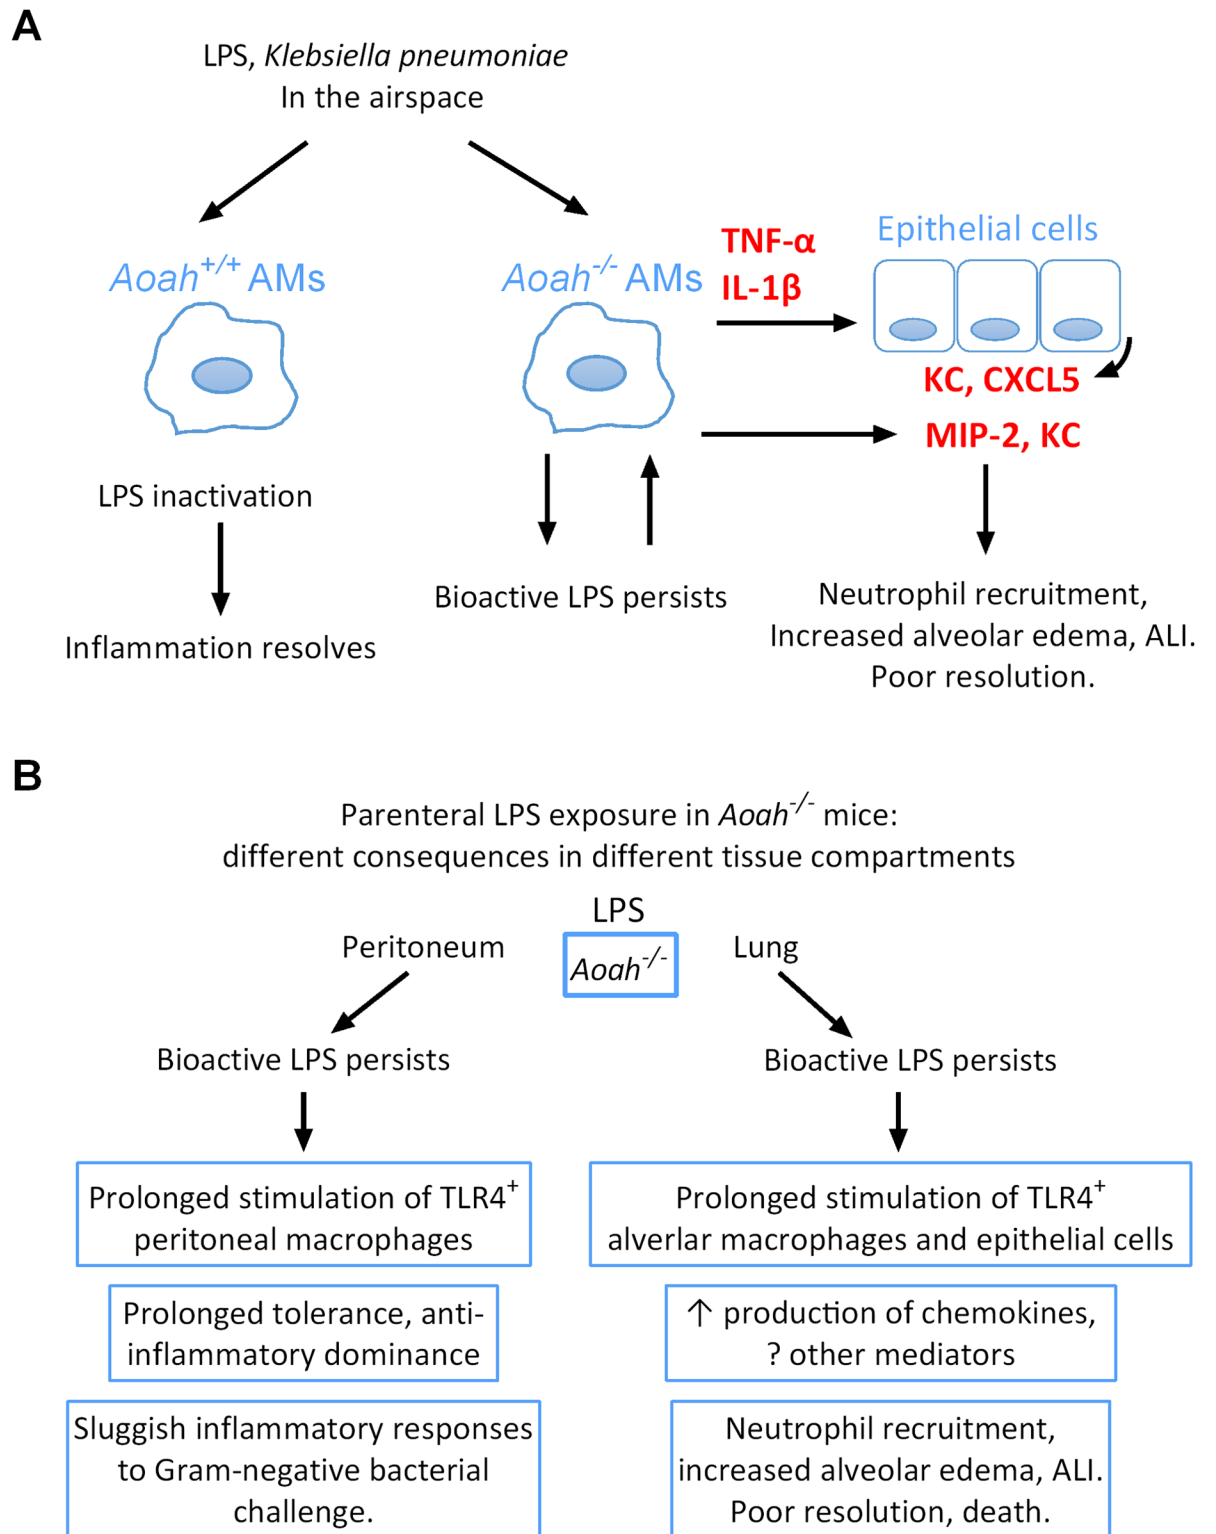 A
LPS, Klebsiella pneumoniae
In the airspace
Aoah+/+ AMs
Aoah-/- AMs
TNF-α
IL-1β
Epithelial cells
KC, CXCL5
MIP-2, KC
LPS inactivation
Inflammation resolves
Bioactive LPS persists
Neutrophil recruitment,
Increased alveolar edema, ALI.
Poor resolution.
B
Parenteral LPS exposure in Aoah-/- mice:
different consequences in different tissue compartments
LPS
Aoah-/-
Peritoneum
Bioactive LPS persists
Prolonged stimulation of TLR4+
peritoneal macrophages
Prolonged tolerance, anti-
inflammatory dominance
Sluggish inflammatory responses
to Gram-negative bacterial
challenge.
Lung
Bioactive LPS persists
Prolonged stimulation of TLR4+
alverlar macrophages and epithelial cells
↑ production of chemokines,
? other mediators
Neutrophil recruitment,
increased alveolar edema, ALI.
Poor resolution, death.